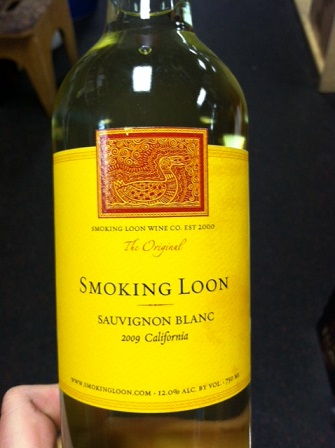 SMOKING LOON WINE CO. EST 2000
The Original
SMOKING LOON
SAUVIGNON BLANC
2009 California
WWW.SMOKINGLOON.COM - 12.0% ALC. BY VOL - 750 ML